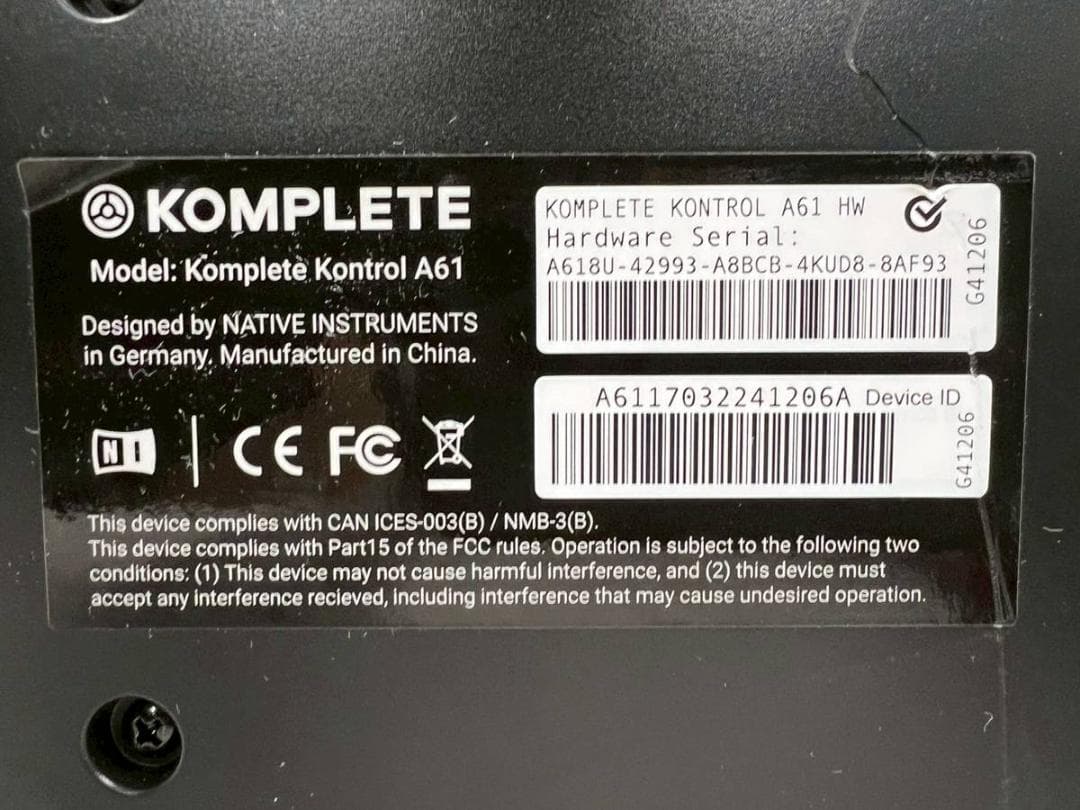 KOMPLETE
Model: Komplete Kontrol A61
Designed by NATIVE INSTRUMENTS
in Germany, Manufactured in China.
KOMPLETE KONTROL A61 HW
Hardware Serial:
A618U-42993-A8BCB-4KUD8-8AF93
G41206
A6117032241206A Device ID
G41206
NI
CE FC
This device complies with CAN ICES-003(B) / NMB-3(B).
This device complies with Part15 of the FCC rules. Operation is subject to the following two
conditions: (1) This device may not cause harmful interference, and (2) this device must
accept any interference recieved, including interference that may cause undesired operation.